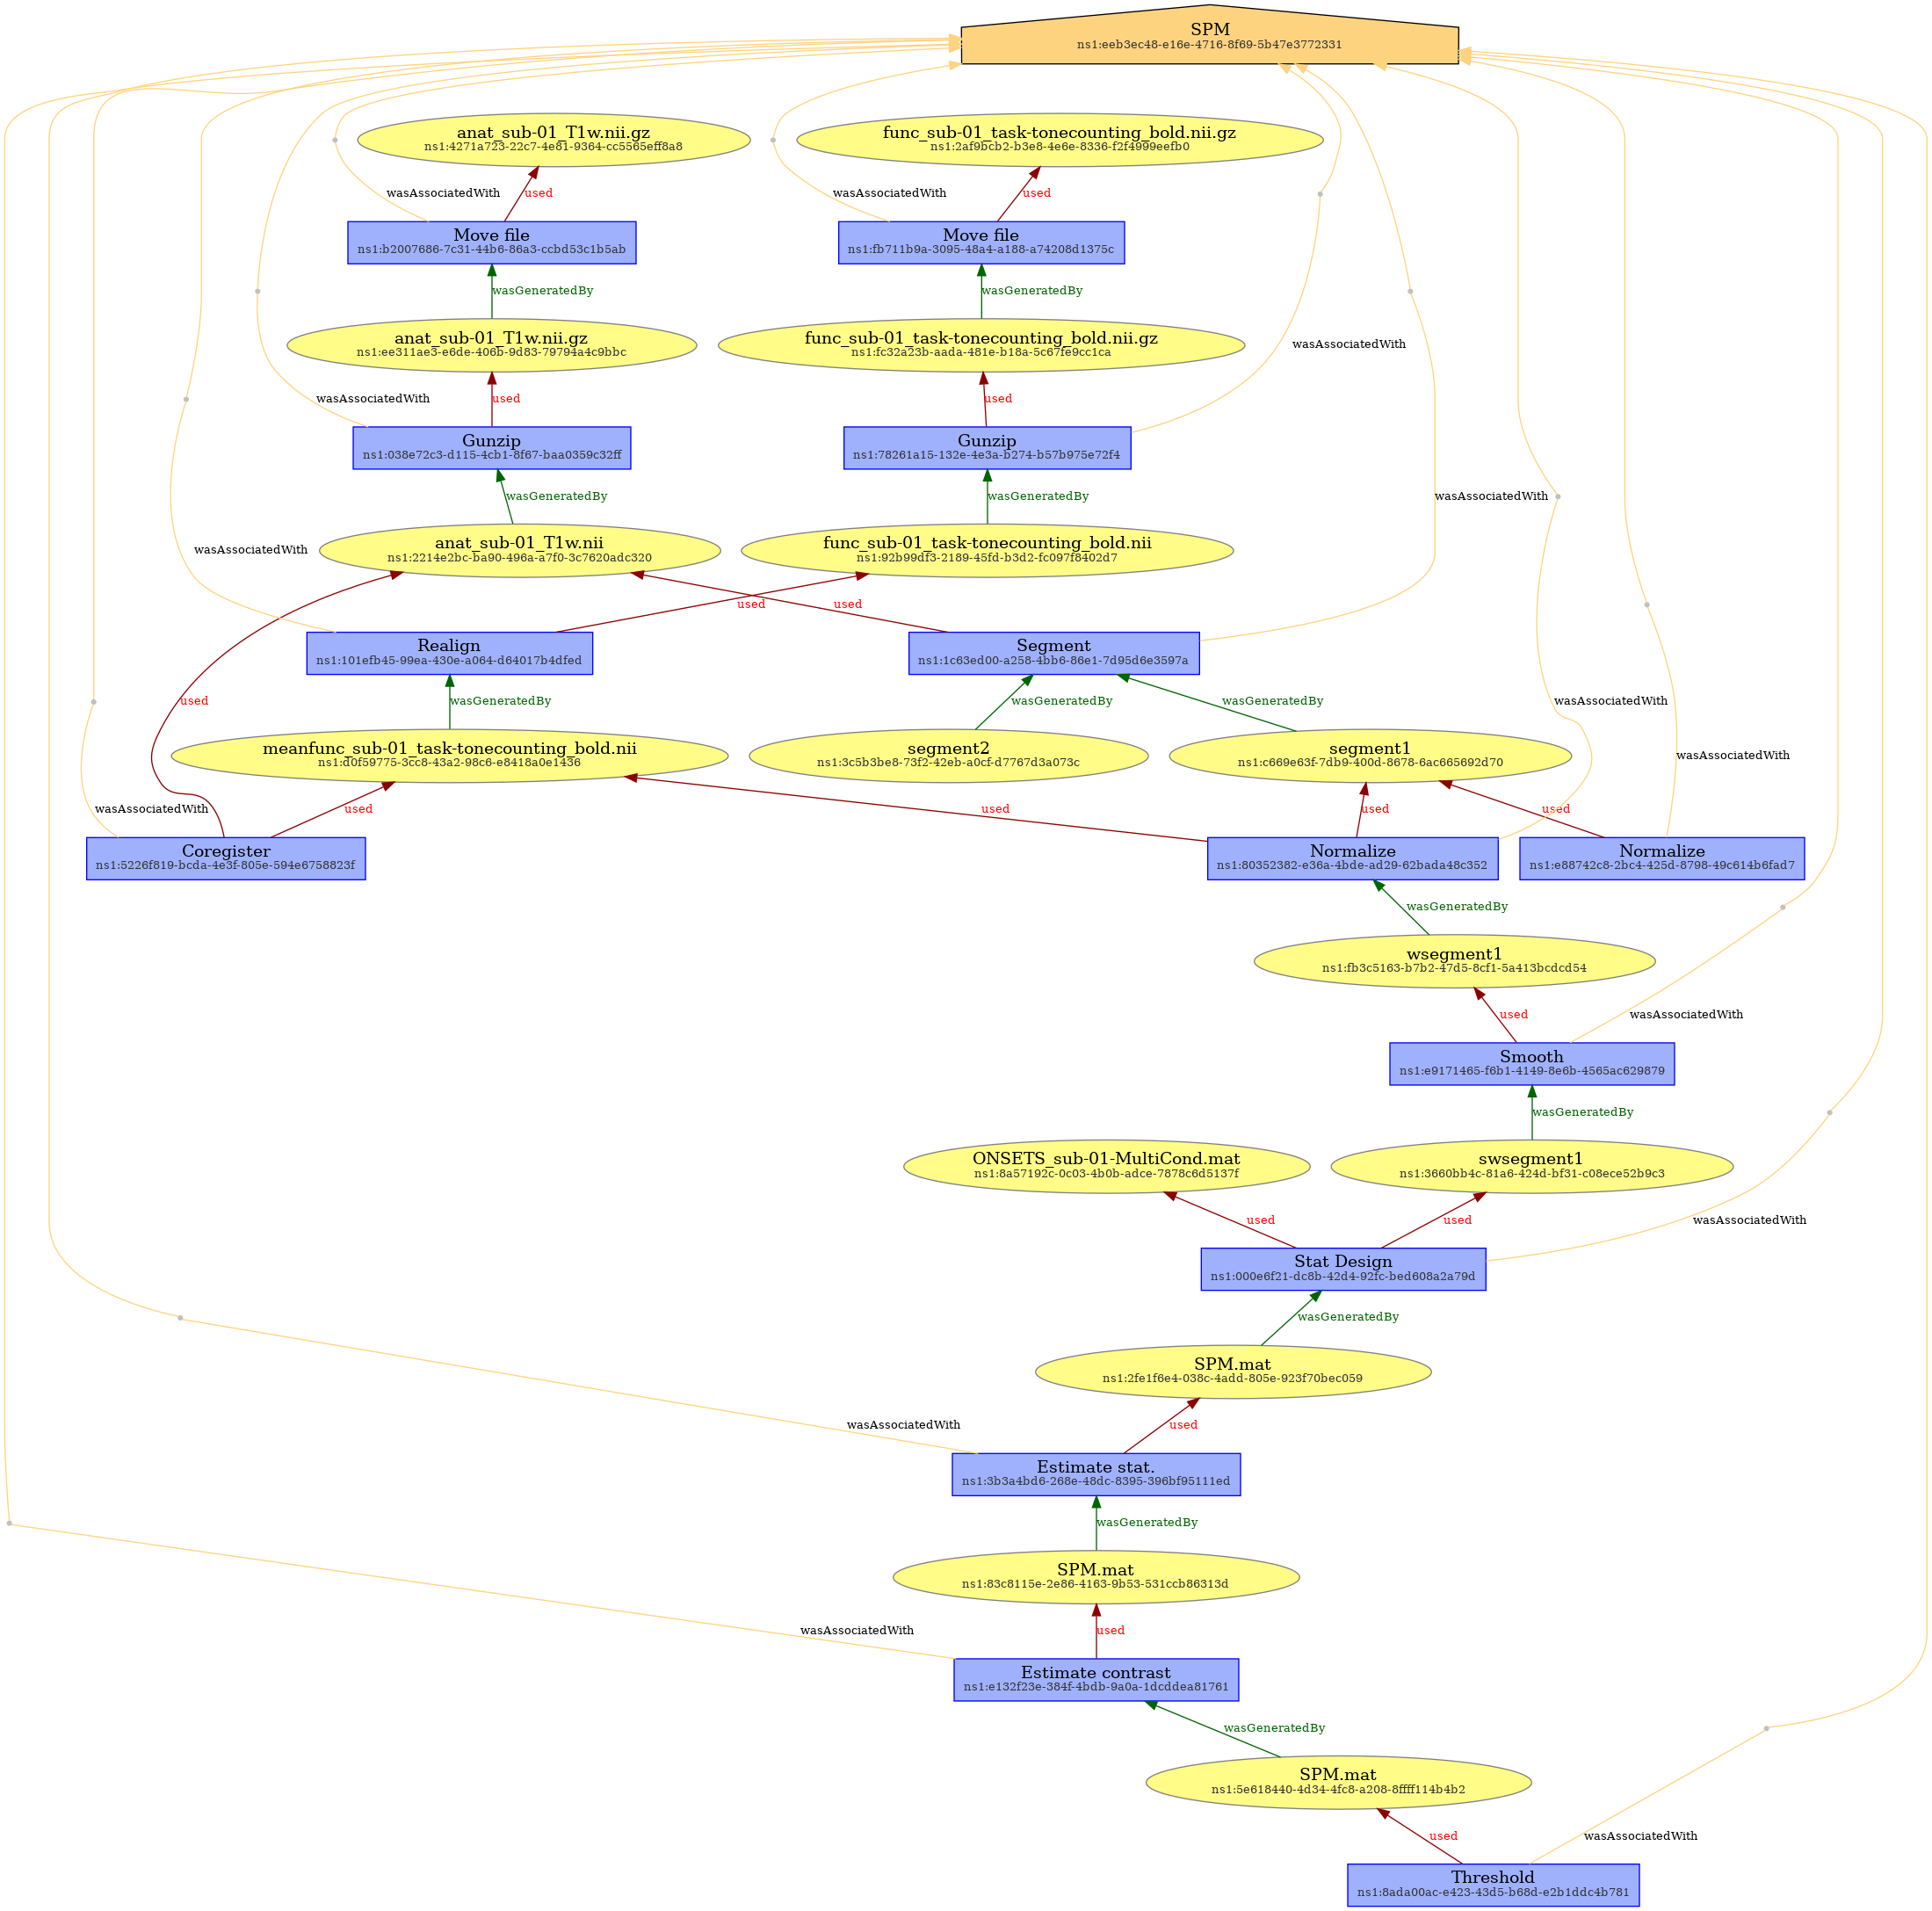 SPM
ns1:eeb3ec48-e16e-4716-8f69-5b47e3772331
anat_sub-01_T1w.nii.gz
ns1:4271a723-22c7-4e81-9364-cc5565eff8a8
func_sub-01_task-tonecounting_bold.nii.gz
ns1:2af9bcb2-b3e8-4e6e-8336-f2f4999eefb0
wasAssociatedWith
used
wasAssociatedWith
used
Move file
ns1:b2007686-7c31-44b6-86a3-ccbd53c1b5ab
Move file
ns1:fb711b9a-3095-48a4-a188-a74208d1375c
wasGeneratedBy
wasGeneratedBy
anat_sub-01_T1w.nii.gz
ns1:ee311ae3-e6de-406b-9d83-79794a4c9bbc
func_sub-01_task-tonecounting_bold.nii.gz
ns1:fc32a23b-aada-481e-b18a-5c67fe9cc1ca
wasAssociatedWith
wasAssociatedWith
used
used
Gunzip
ns1:038e72c3-d115-4cb1-8f67-baa0359c32ff
Gunzip
ns1:78261a15-132e-4e3a-b274-b57b975e72f4
wasGeneratedBy
wasGeneratedBy
wasAssociatedWith
anat_sub-01_T1w.nii
ns1:2214e2bc-ba90-496a-a7f0-3c7620adc320
func_sub-01_task-tonecounting_bold.nii
ns1:92b99df3-2189-45fd-b3d2-fc097f8402d7
wasAssociatedWith
used
used
Realign
ns1:101efb45-99ea-430e-a064-d64017b4dfed
Segment
ns1:1c63ed00-a258-4bb6-86e1-7d95d6e3597a
used
wasGeneratedBy
wasGeneratedBy
wasGeneratedBy
wasAssociatedWith
meanfunc_sub-01_task-tonecounting_bold.nii
ns1:d0f59775-3cc8-43a2-98c6-e8418a0e1436
segment2
ns1:3c5b3be8-73f2-42eb-a0cf-d7767d3a073c
segment1
ns1:c669e63f-7db9-400d-8678-6ac665692d70
wasAssociatedWith
wasAssociatedWith
used
used
used
used
Coregister
ns1:5226f819-bcda-4e3f-805e-594e6758823f
Normalize
ns1:80352382-e36a-4bde-ad29-62bada48c352
Normalize
ns1:e88742c8-2bc4-425d-8798-49c614b6fad7
wasGeneratedBy
wsegment1
ns1:fb3c5163-b7b2-47d5-8cf1-5a413bcdcd54
used
wasAssociatedWith
Smooth
ns1:e9171465-f6b1-4149-8e6b-4565ac629879
wasGeneratedBy
ONSETS_sub-01-MultiCond.mat
ns1:8a57192c-0c03-4b0b-adce-7878c6d5137f
swsegment1
ns1:3660bb4c-81a6-424d-bf31-c08ece52b9c3
used
used
wasAssociatedWith
Stat Design
ns1:000e6f21-dc8b-42d4-92fc-bed608a2a79d
wasGeneratedBy
SPM.mat
ns1:2fe1f6e4-038c-4add-805e-923f70bec059
wasAssociatedWith
used
Estimate stat.
ns1:3b3a4bd6-268e-48dc-8395-396bf95111ed
wasGeneratedBy
SPM.mat
ns1:83c8115e-2e86-4163-9b53-531ccb86313d
wasAssociatedWith
used
Estimate contrast
ns1:e132f23e-384f-4bdb-9a0a-1dcddea81761
wasGeneratedBy
SPM.mat
ns1:5e618440-4d34-4fc8-a208-8ffff114b4b2
used
wasAssociatedWith
Threshold
ns1:8ada00ac-e423-43d5-b68d-e2b1ddc4b781